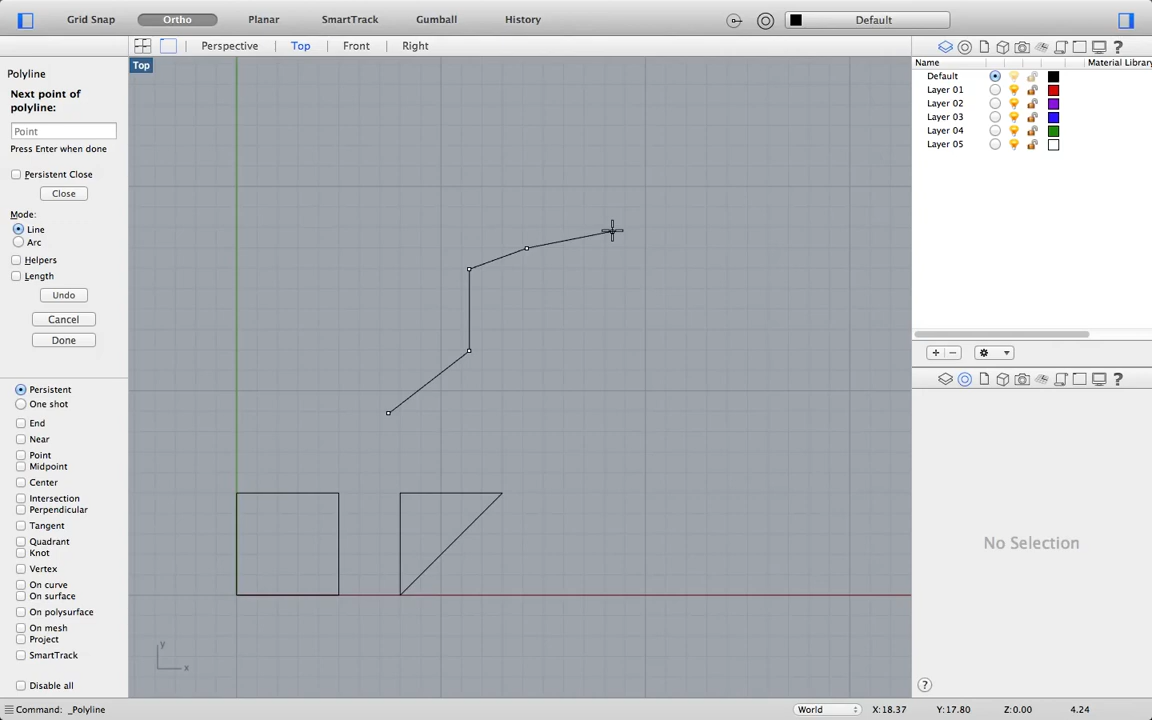 Grid Snap Ortho Planar SmartTrack Gumball History Default
Perspective Top Front Right
Name Material Library
Top
Polyline
Next point of
polyline:
Point
Press Enter when done
Persistent Close
Close
Mode:
Line
Arc
Helpers
Length
Undo
Cancel
Done
Persistent
One shot
End
Near
Point
Midpoint
Center
Intersection
Perpendicular
Tangent
Quadrant
Knot
Vertex
On curve
On surface
On polysurface
On mesh
Project
SmartTrack
Disable all
y
x
Default
Layer 01
Layer 02
Layer 03
Layer 04
Layer 05
No Selection
Command: _Polyline World X:18.37 Y:17.80 Z:0.00 4.24